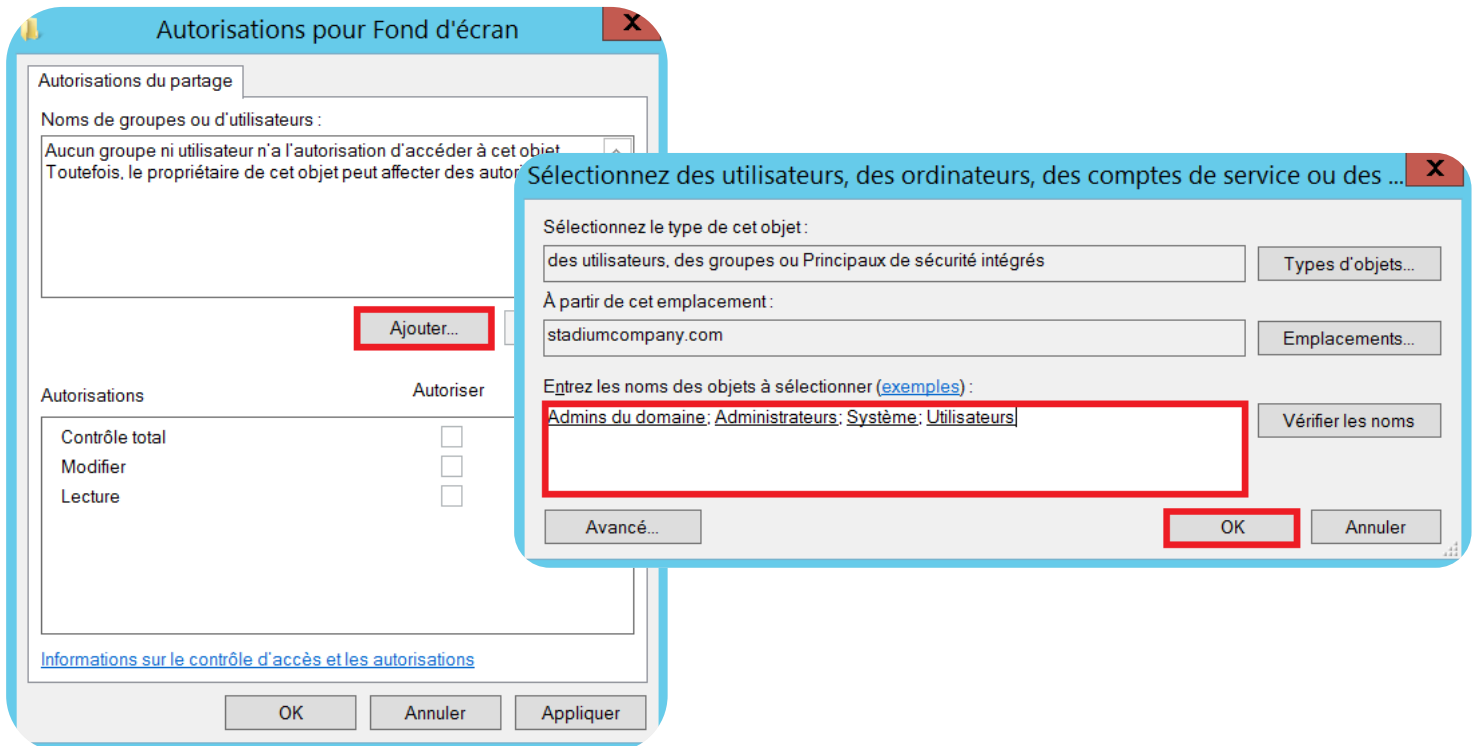 Autorisations pour Fond d'écran
X
Autorisations du partage
Noms de groupes ou d'utilisateurs :
Aucun groupe ni utilisateur n'a l'autorisation d'accéder à cet objet.
Toutefois, le propriétaire de cet objet peut affecter des
Ajouter...
Autorisations
Autoriser
Contrôle total
Modifier
Lecture
Informations sur le contrôle d'accès et les autorisations
OK
Annuler
Appliquer
Sélectionnez des utilisateurs, des ordinateurs, des comptes de service ou des ...
X
Sélectionnez le type de cet objet :
des utilisateurs, des groupes ou Principaux de sécurité intégrés
Types d'objets...
À partir de cet emplacement :
stadiumcompany.com
Emplacements...
Entrez les noms des objets à sélectionner (exemples) :
Admins du domaine; Administrateurs; Système; Utilisateurs
Vérifier les noms
Avancé...
OK
Annuler